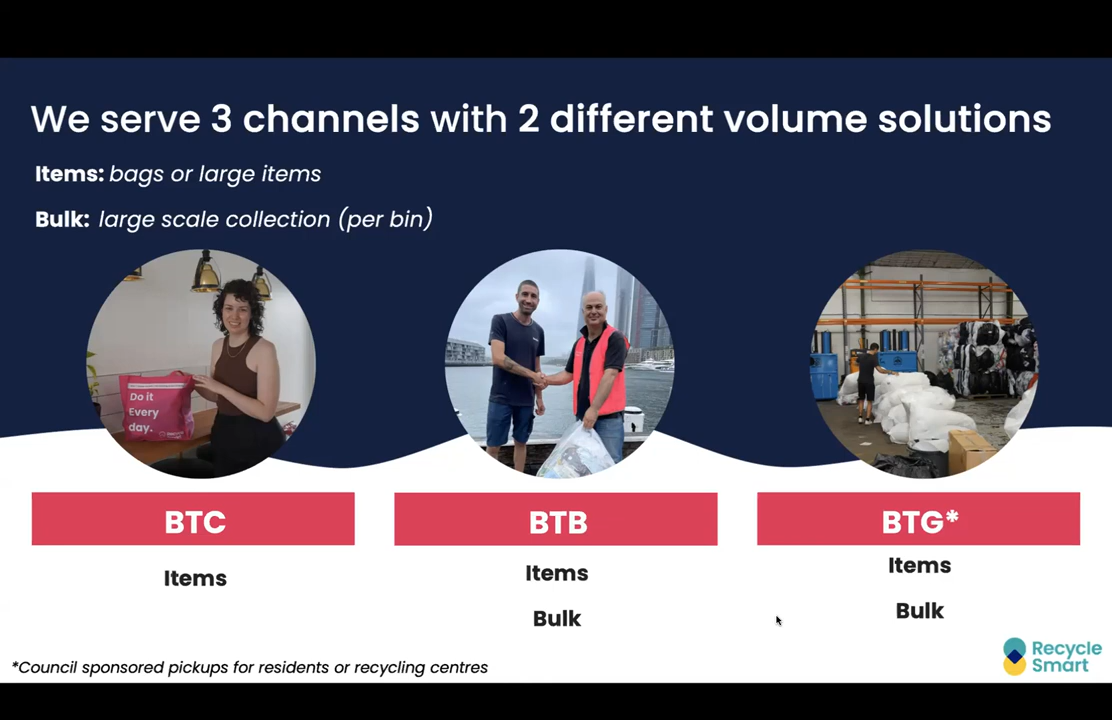 We serve 3 channels with 2 different volume solutions
Items: bags or large items
Bulk: large scale collection (per bin)
Do it
Every
day.
BTC
BTB
BTG*
Items
Items
Bulk
Items
Bulk
*Council sponsored pickups for residents or recycling centres
Recycle
Smart